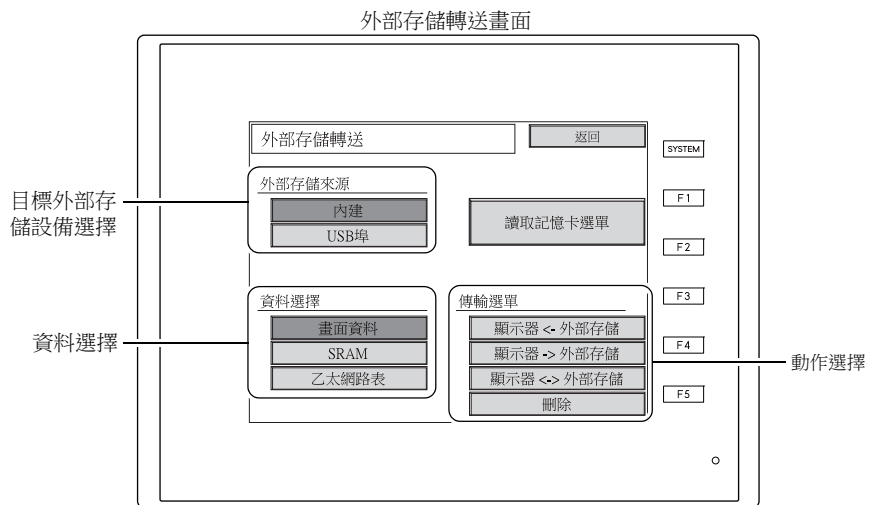 外部存儲轉送畫面
外部存儲轉送
返回
SYSTEM
外部存儲來源
內建
USB埠
讀取記憶卡選單
目標外部存
儲設備選擇
F1
F2
資料選擇
畫面資料
SRAM
乙太網路表
資料選擇
傳輸選單
顯示器 <- 外部存儲
顯示器 -> 外部存儲
顯示器 <-> 外部存儲
刪除
F3
F4
F5
動作選擇